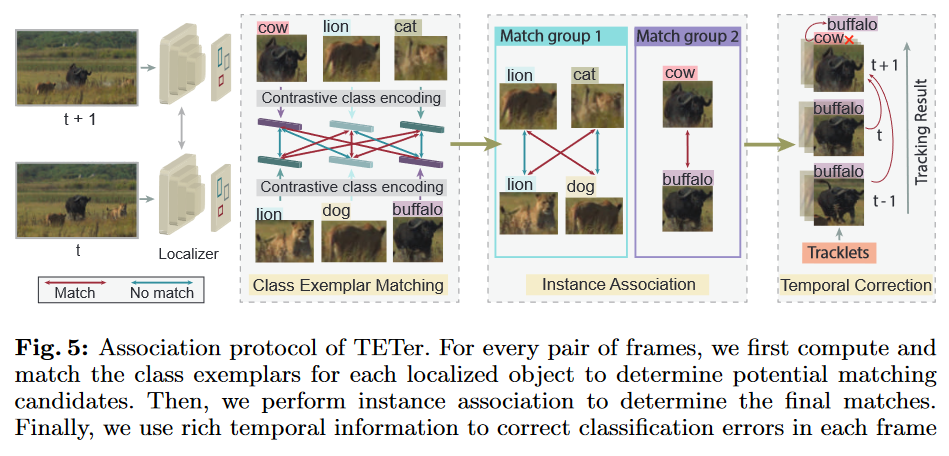 cow lion cat
Contrastive class encoding
Contrastive class encoding
lion dog buffalo
t + 1
t
Localizer
Match No match
Class Exemplar Matching
Match group 1 Match group 2
lion cat cow
lion dog buffalo
Instance Association
buffalo
cow
t + 1
buffalo
t
buffalo
t - 1
Tracking Result
Tracklets
Temporal Correction
Fig. 5: Association protocol of TETer. For every pair of frames, we first compute and
match the class exemplars for each localized object to determine potential matching
candidates. Then, we perform instance association to determine the final matches.
Finally, we use rich temporal information to correct classification errors in each frame